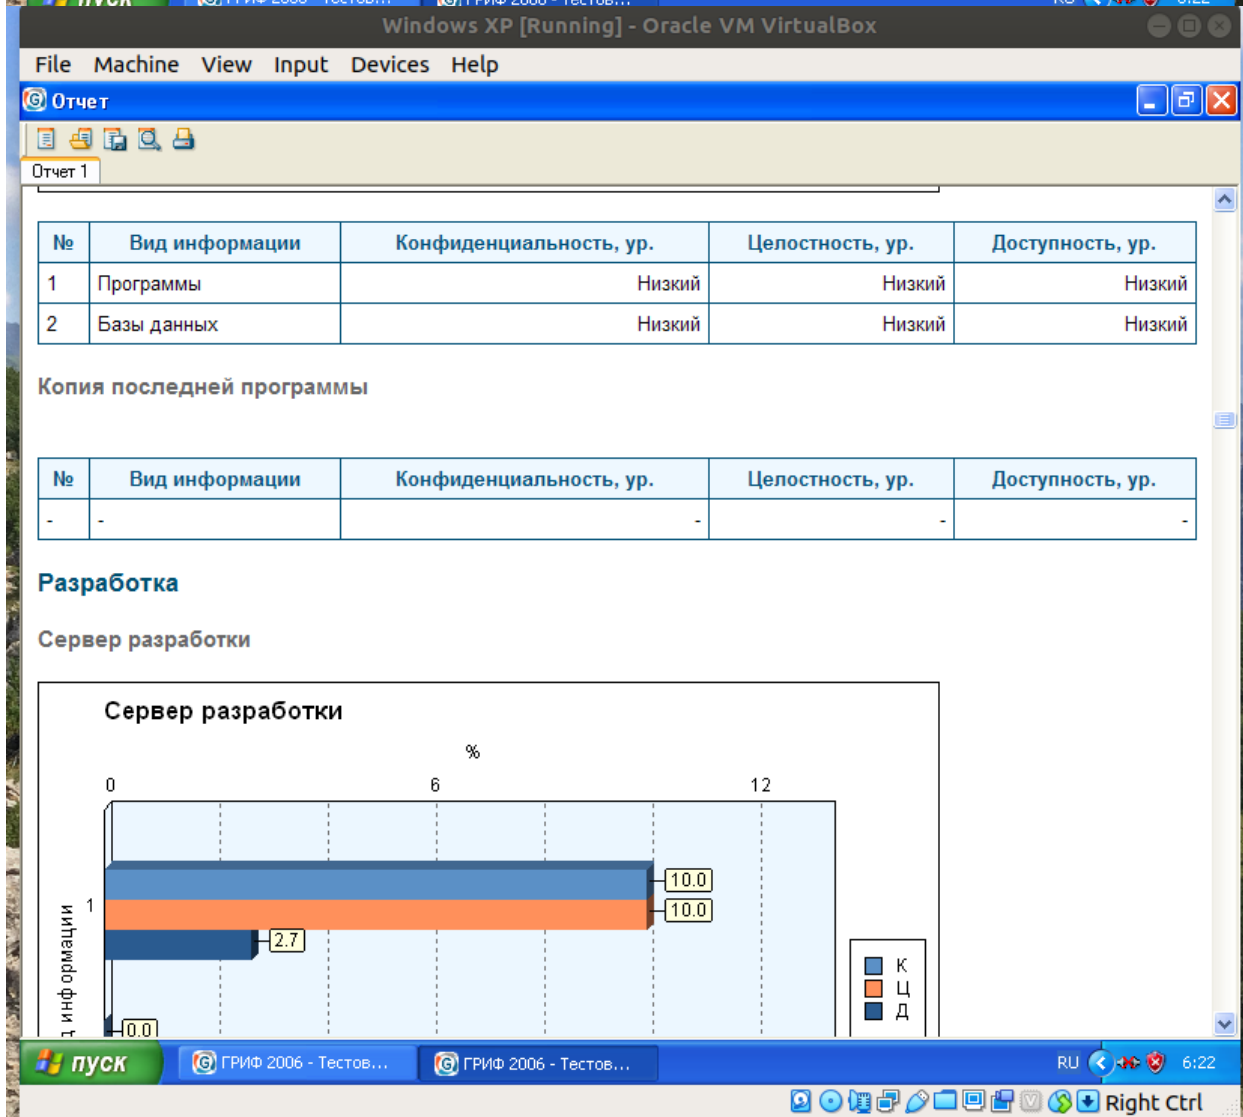 Windows XP [Running] - Oracle VM VirtualBox
File Machine View Input Devices Help
Отчет
Отчет 1
№ Вид информации Конфиденциальность, ур. Целостность, ур. Доступность, ур.
1 Программы Низкий Низкий Низкий
2 Базы данных Низкий Низкий Низкий
Копия последней программы
№ Вид информации Конфиденциальность, ур. Целостность, ур. Доступность, ур.
- - - - -
Разработка
Сервер разработки
Сервер разработки
%
0 6 12
10.0
1
10.0
2.7
0.0
информации
К
Ц
Д
пуск ГРИФ 2006 - Тестов... ГРИФ 2006 - Тестов... RU 6:22
Right Ctrl